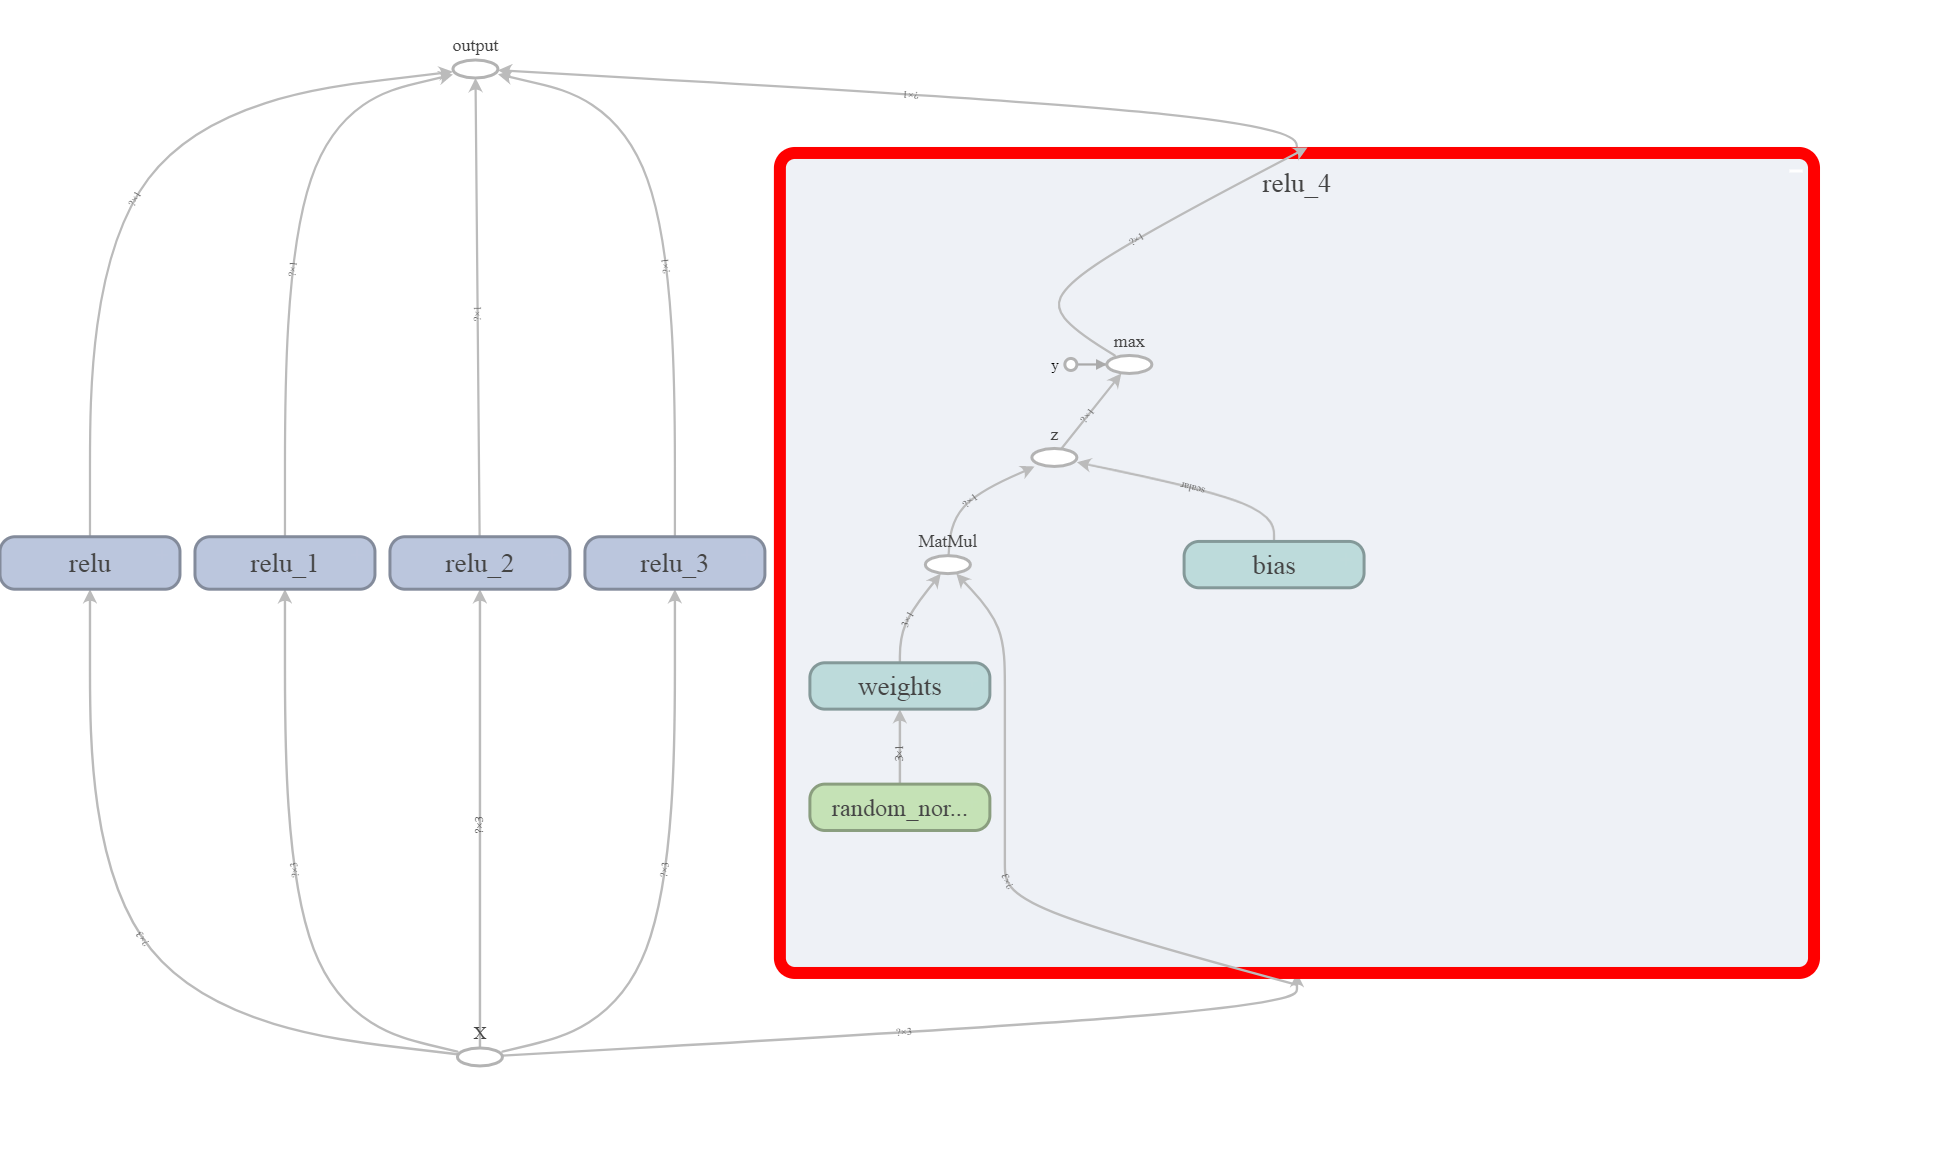 output
?×1
relu_4
?×1
?×1
?×1
?×1
?×1
max
y
?×1
z
scalar
?×1
MatMul
relu
relu_1
relu_2
relu_3
bias
3×1
weights
3×1
random_nor...
?×3
?×3
?×3
?×3
?×3
X
?×3